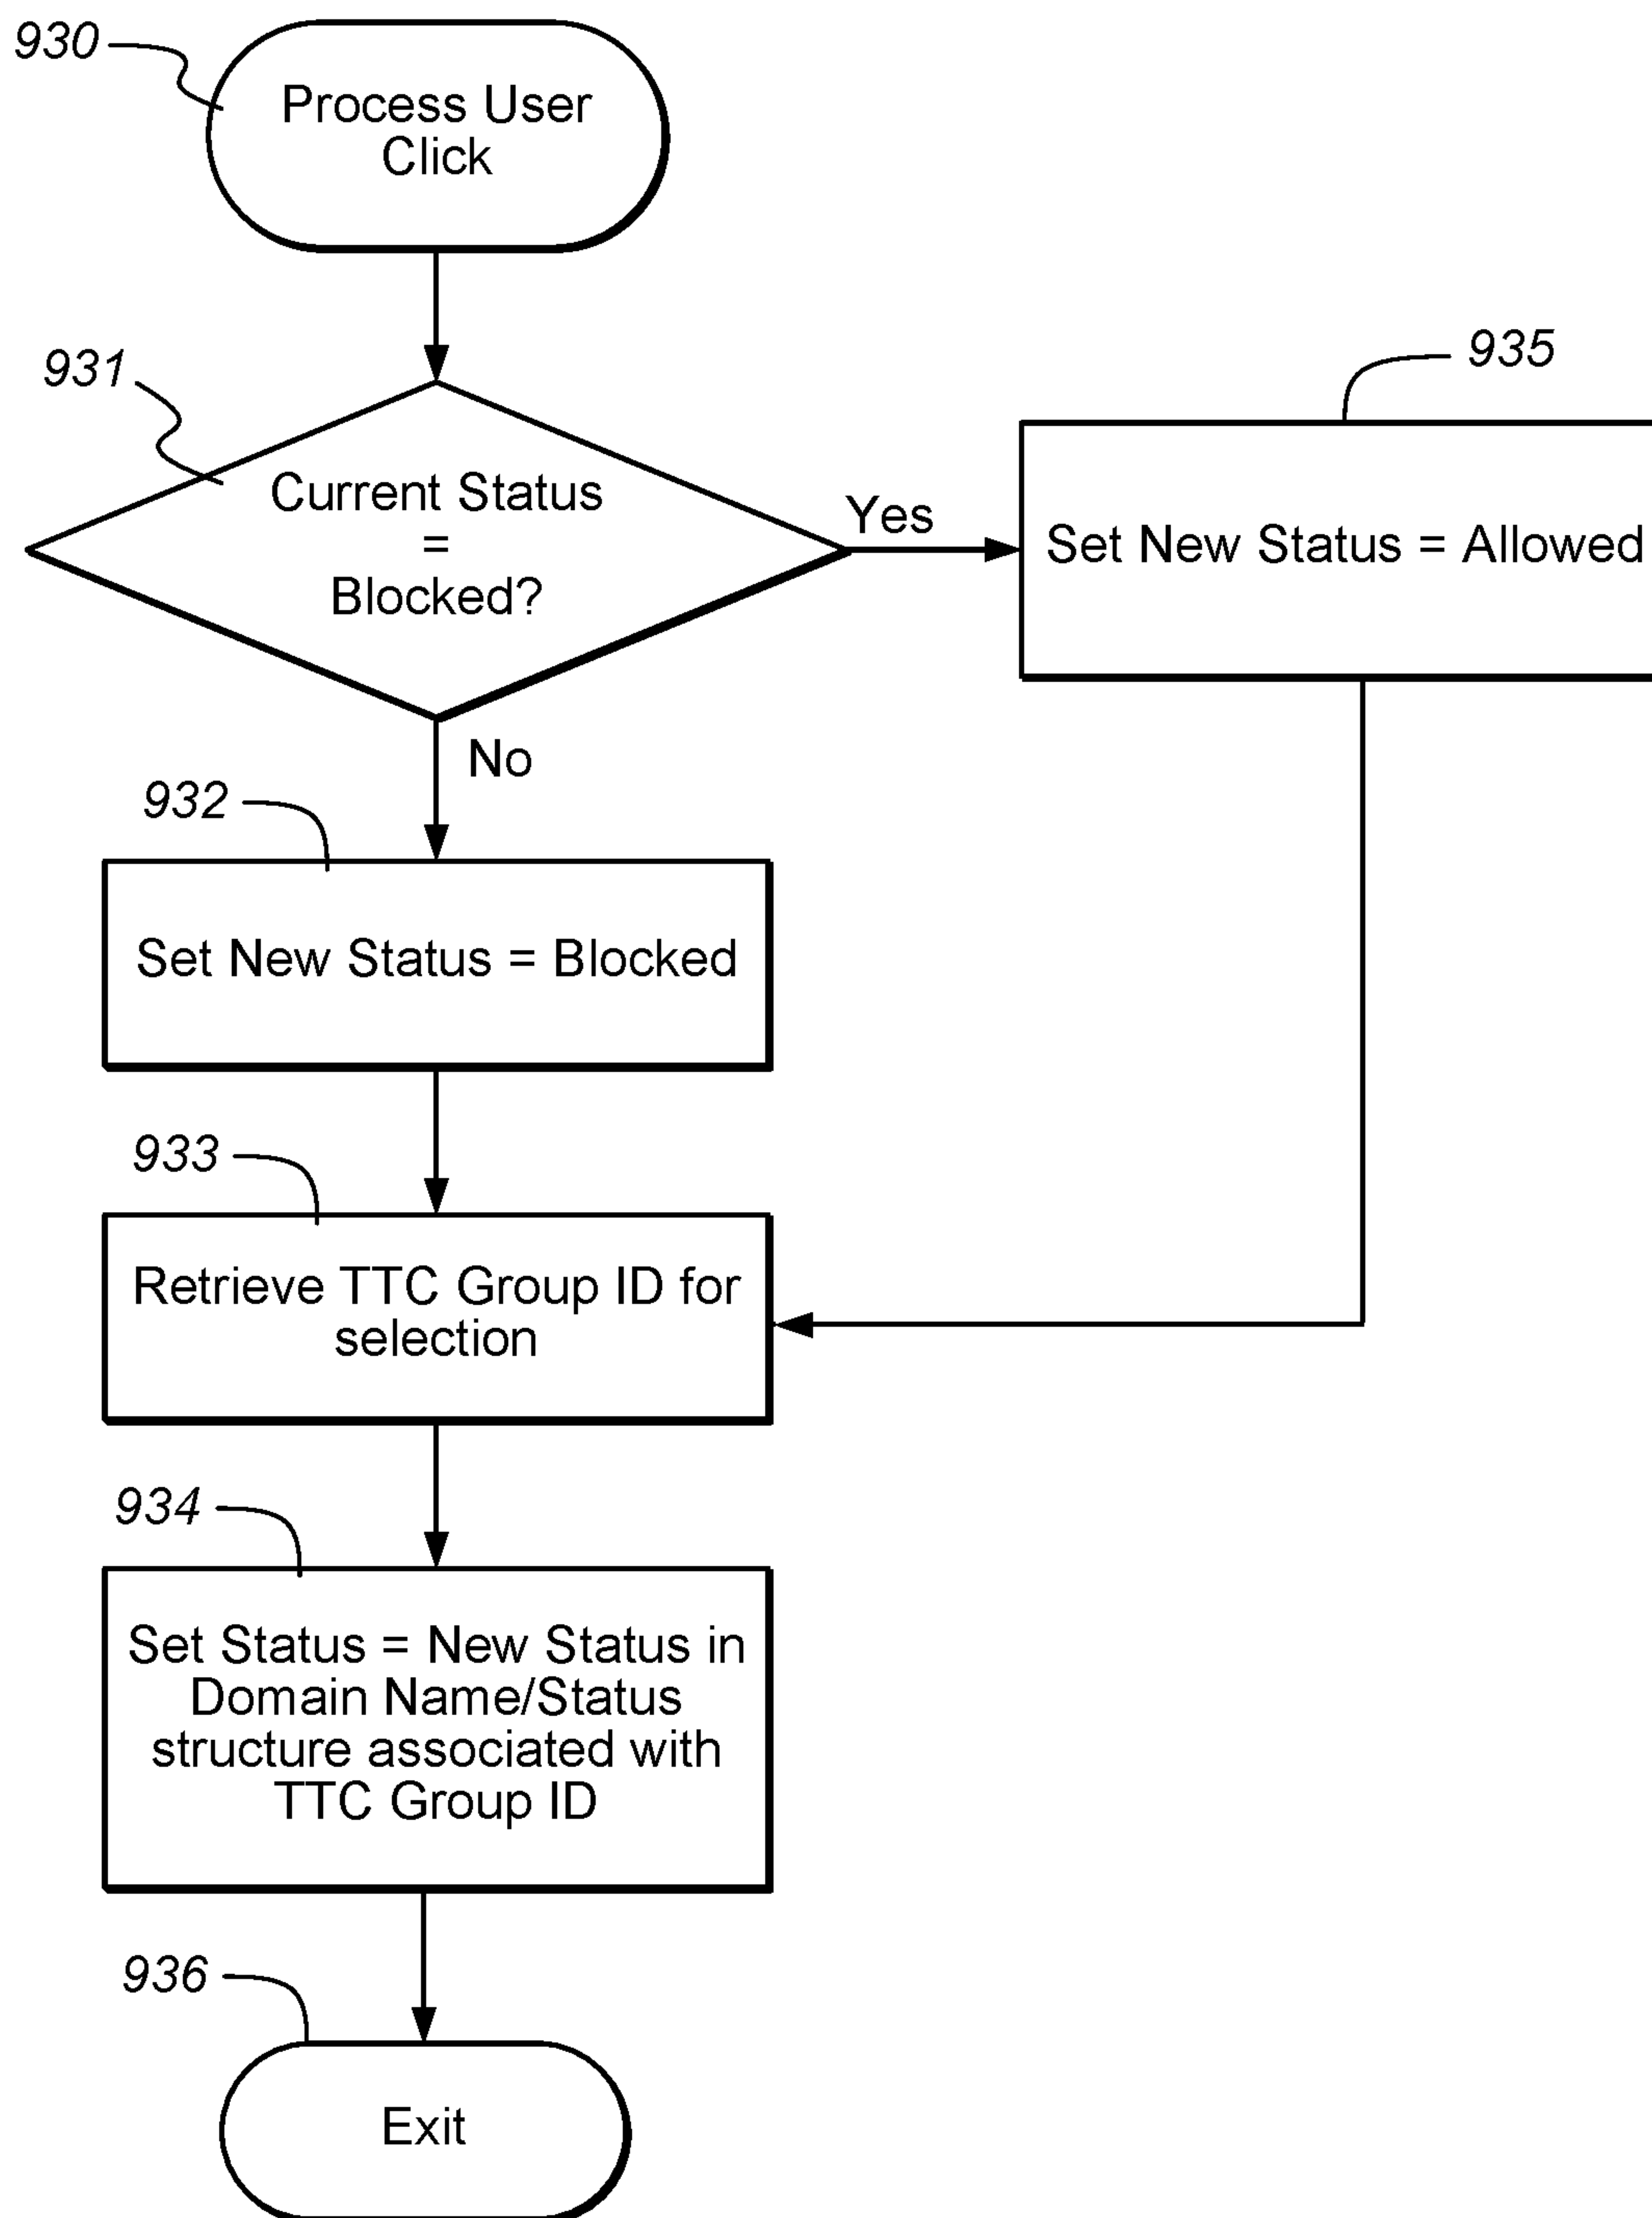 930
Process User
Click
931
Current Status
=
Blocked?
Yes
935
Set New Status = Allowed
No
932
Set New Status = Blocked
933
Retrieve TTC Group ID for
selection
934
Set Status = New Status in
Domain Name/Status
structure associated with
TTC Group ID
936
Exit